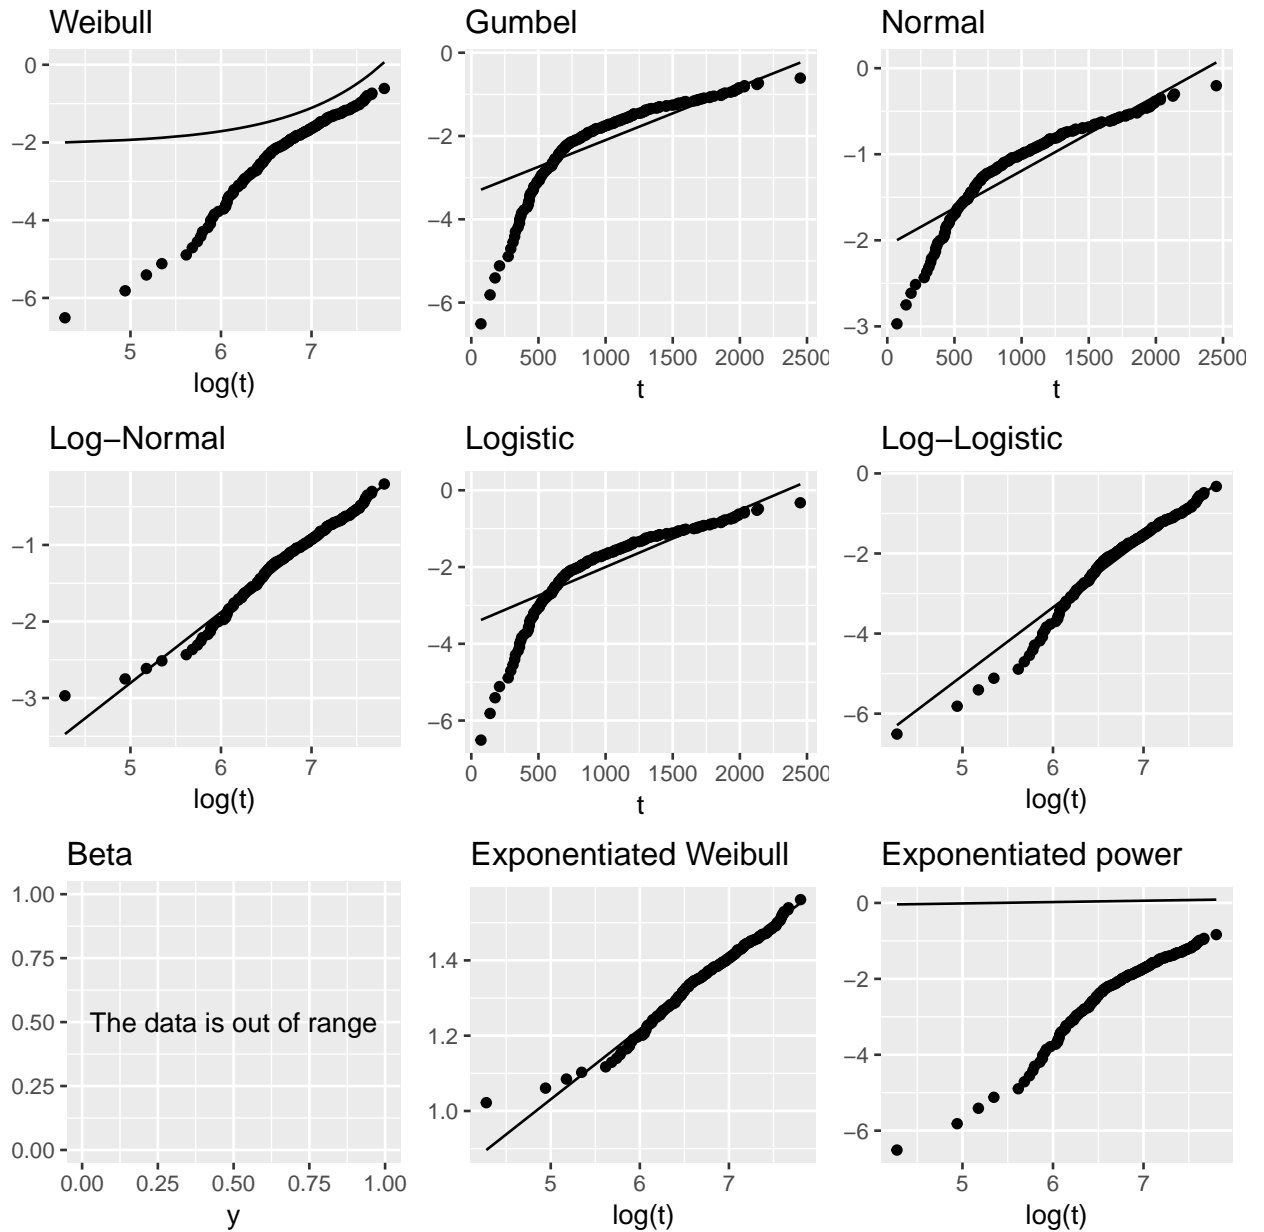 Weibull
0
−2
−4
−6
5 6 7
log(t)
Gumbel
0
−2
−4
−6
0 500 1000 1500 2000 2500
t
Normal
0
−1
−2
−3
0 500 1000 1500 2000 2500
t
Log−Normal
−1
−2
−3
5 6 7
log(t)
Logistic
0
−2
−4
−6
0 500 1000 1500 2000 2500
t
Log−Logistic
0
−2
−4
−6
5 6 7
log(t)
Beta
1.00
0.75
0.50
0.25
0.00
The data is out of range
0.00 0.25 0.50 0.75 1.00
y
Exponentiated Weibull
1.4
1.2
1.0
5 6 7
log(t)
Exponentiated power
0
−2
−4
−6
5 6 7
log(t)